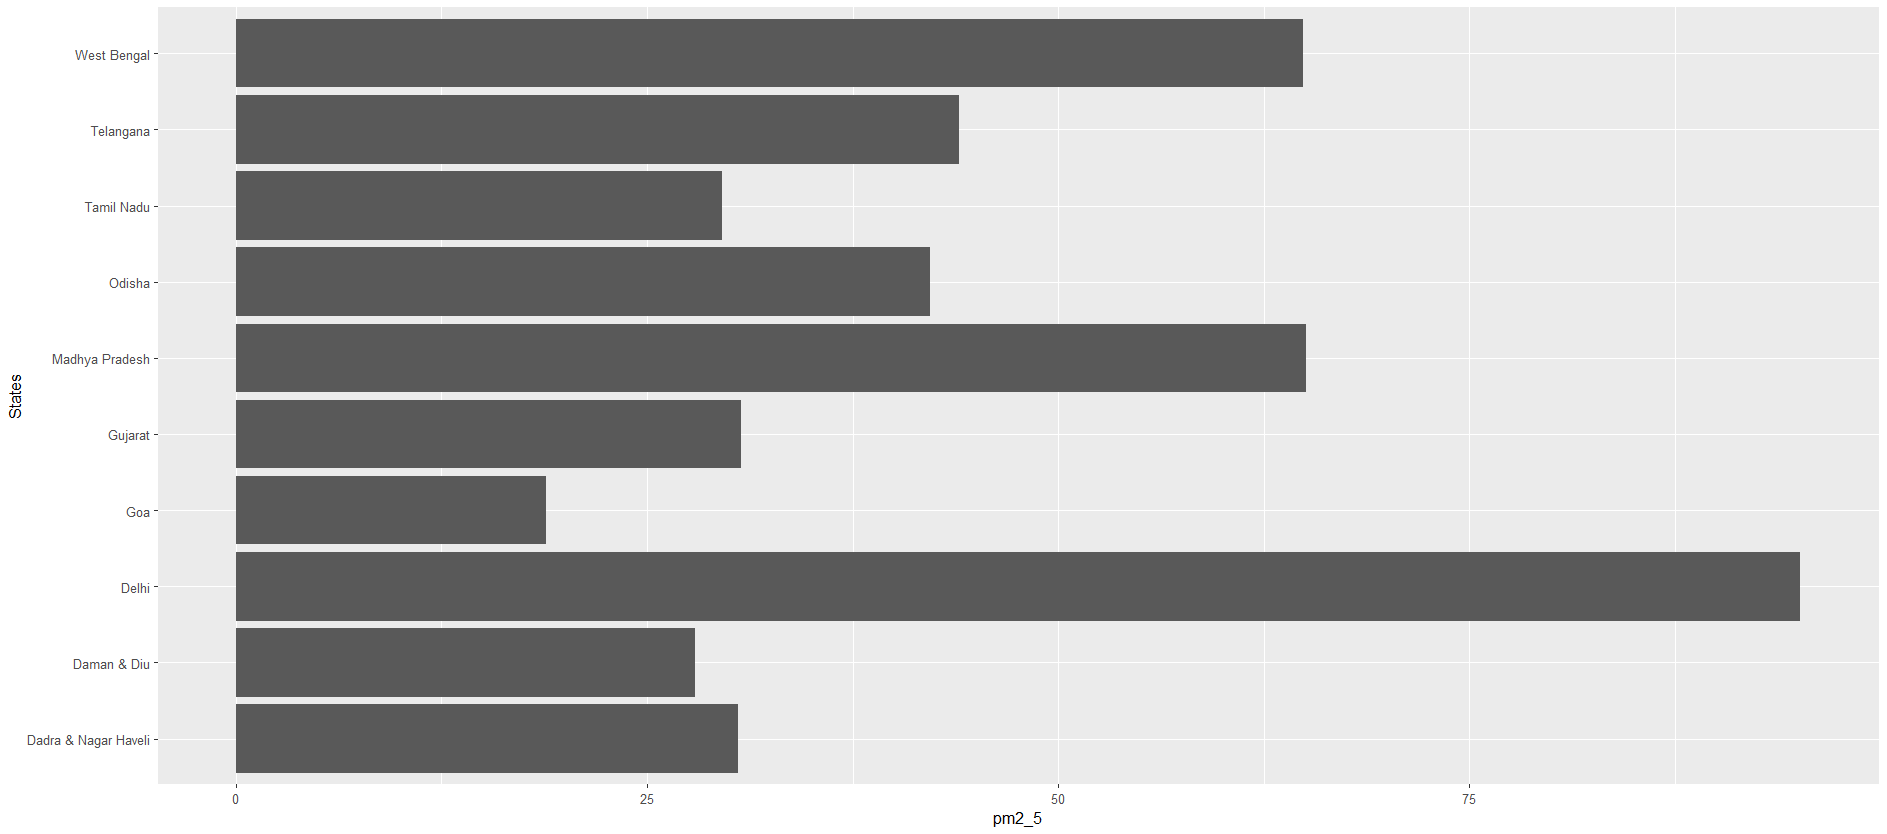 West Bengal
Telangana
Tamil Nadu
Odisha
Madhya Pradesh
Gujarat
Goa
Delhi
Daman & Diu
Dadra & Nagar Haveli
States
0 25 50 75
pm2_5